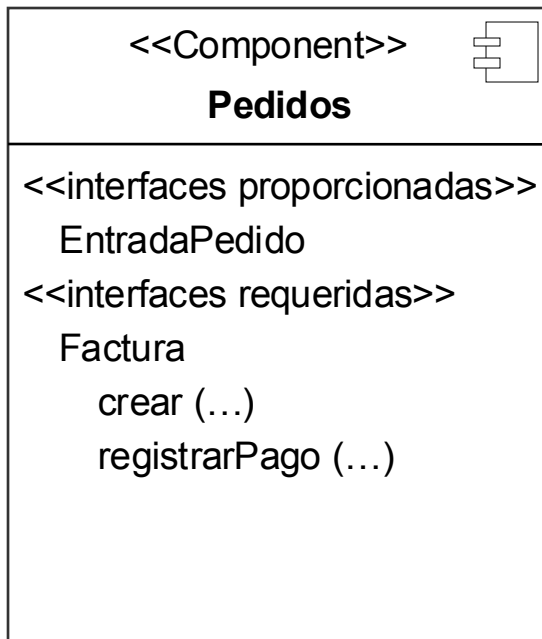 <<Component>>
Pedidos
<<interfaces proporcionadas>>
EntradaPedido
<<interfaces requeridas>>
Factura
crear (…)
registrarPago (…)